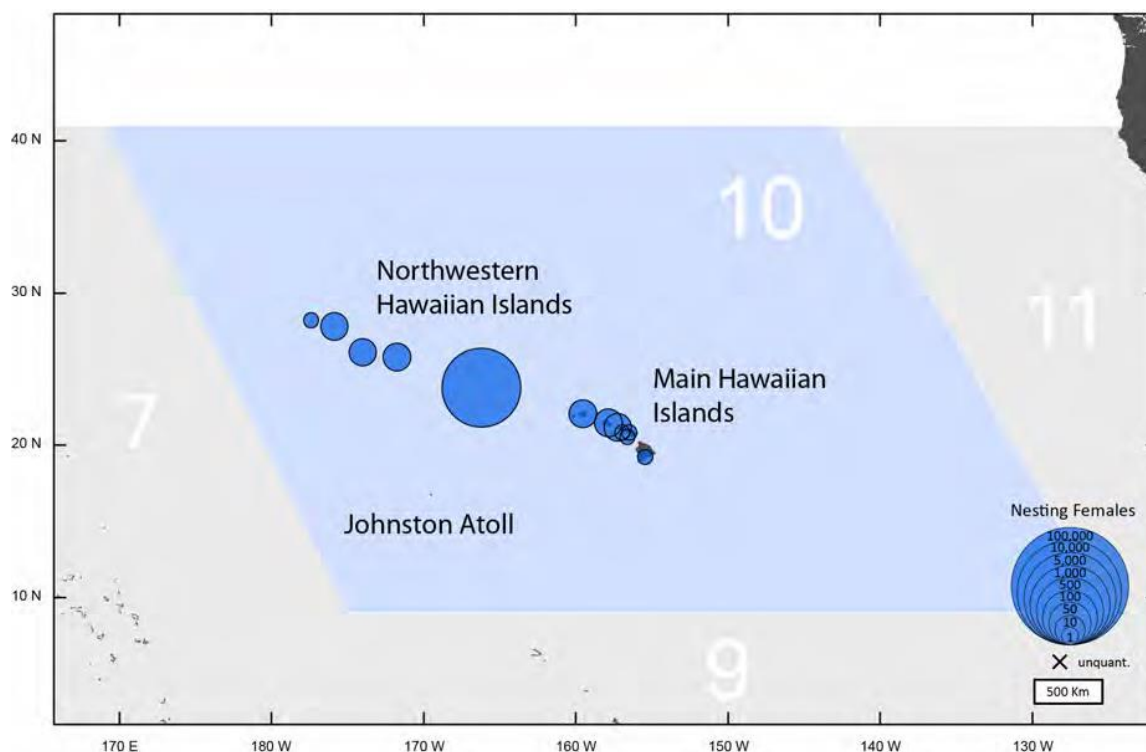 40 N
30 N
20 N
10 N
10
11
7
9
Northwestern
Hawaiian Islands
Main Hawaiian
Islands
Johnston Atoll
Nesting Females
100,000
10,000
5,000
1,000
500
100
50
10
1
unquant.
500 Km
170 E
180 W
170 W
160 W
150 W
140 W
130 W